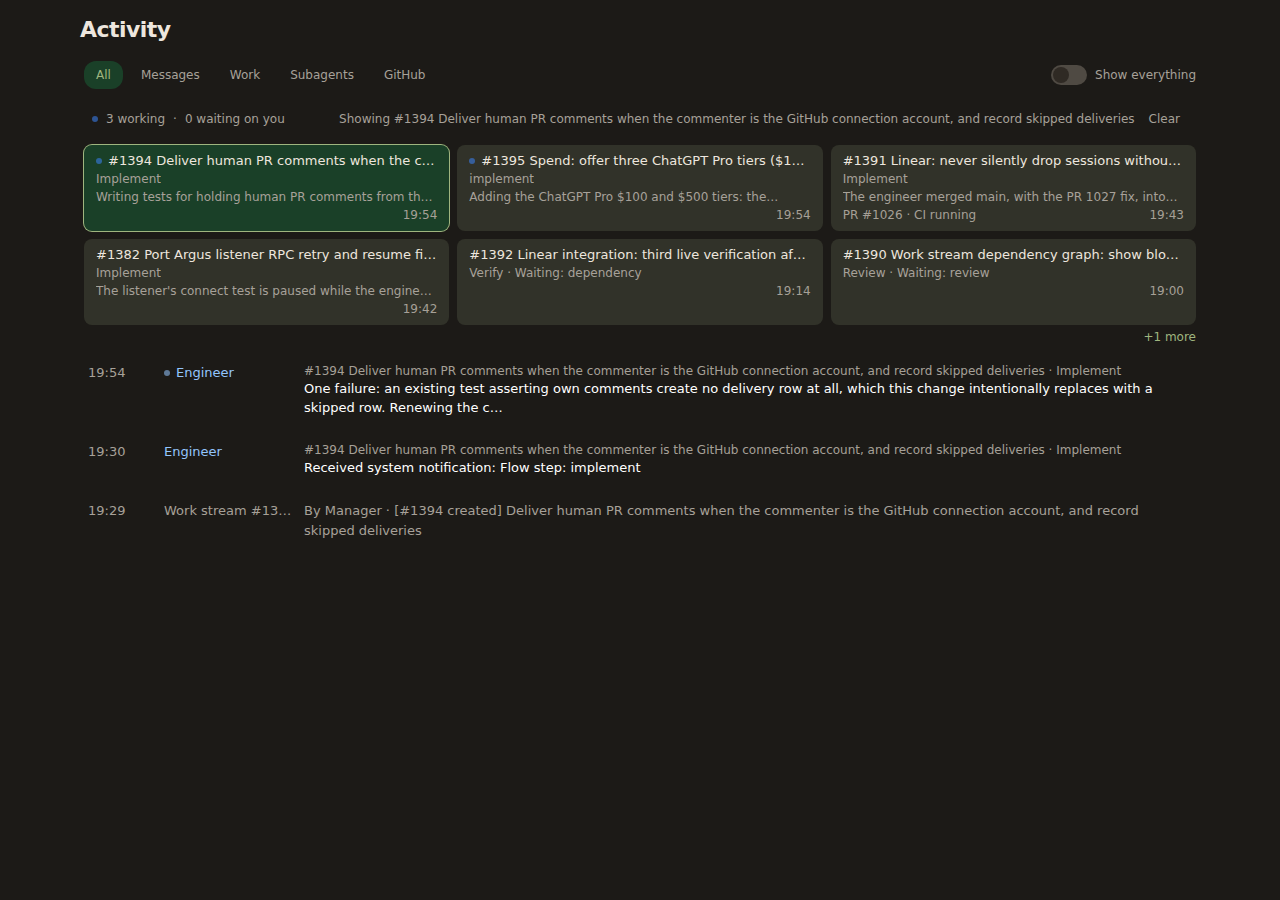 Activity
All Messages Work Subagents GitHub Show everything
3 working · 0 waiting on you Showing #1394 Deliver human PR comments when the commenter is the GitHub connection account, and record skipped deliveries Clear
#1394 Deliver human PR comments when the c…
Implement
Writing tests for holding human PR comments from th…
19:54
#1395 Spend: offer three ChatGPT Pro tiers ($1…
implement
Adding the ChatGPT Pro $100 and $500 tiers: the…
19:54
#1391 Linear: never silently drop sessions withou…
Implement
The engineer merged main, with the PR 1027 fix, into…
PR #1026 · CI running 19:43
#1382 Port Argus listener RPC retry and resume fi…
Implement
The listener's connect test is paused while the engine…
19:42
#1392 Linear integration: third live verification af…
Verify · Waiting: dependency
19:14
#1390 Work stream dependency graph: show blo…
Review · Waiting: review
19:00
+1 more
19:54 Engineer #1394 Deliver human PR comments when the commenter is the GitHub connection account, and record skipped deliveries · Implement
One failure: an existing test asserting own comments create no delivery row at all, which this change intentionally replaces with a
skipped row. Renewing the c…
19:30 Engineer #1394 Deliver human PR comments when the commenter is the GitHub connection account, and record skipped deliveries · Implement
Received system notification: Flow step: implement
19:29 Work stream #13… By Manager · [#1394 created] Deliver human PR comments when the commenter is the GitHub connection account, and record
skipped deliveries